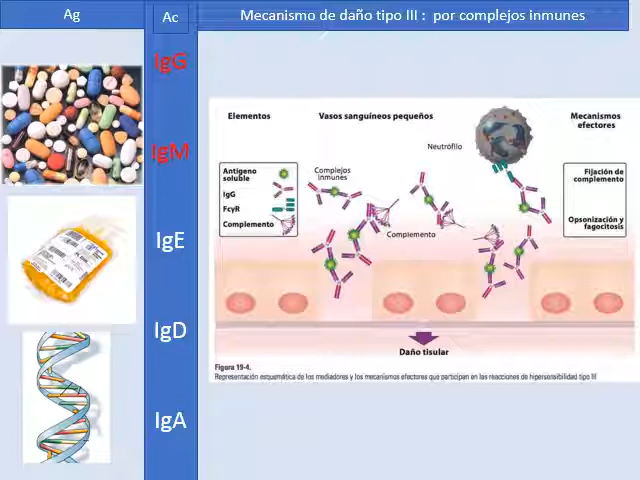 Ag
Ac
Mecanismo de daño tipo III : por complejos inmunes
IgG
IgM
IgE
IgD
IgA
Elementos
Vasos sanguíneos pequeños
Mecanismos
efectores
Neutrófilo
Antígeno
soluble
IgG
FcγR
Complemento
Complejos
inmunes
Complemento
Fijación de
complemento
Opsonización y
fagocitosis
Daño tisular
Figura 19-4.
Representación esquemática de los mediadores y los mecanismos efectores que participan en las reacciones de hipersensibilidad tipo III